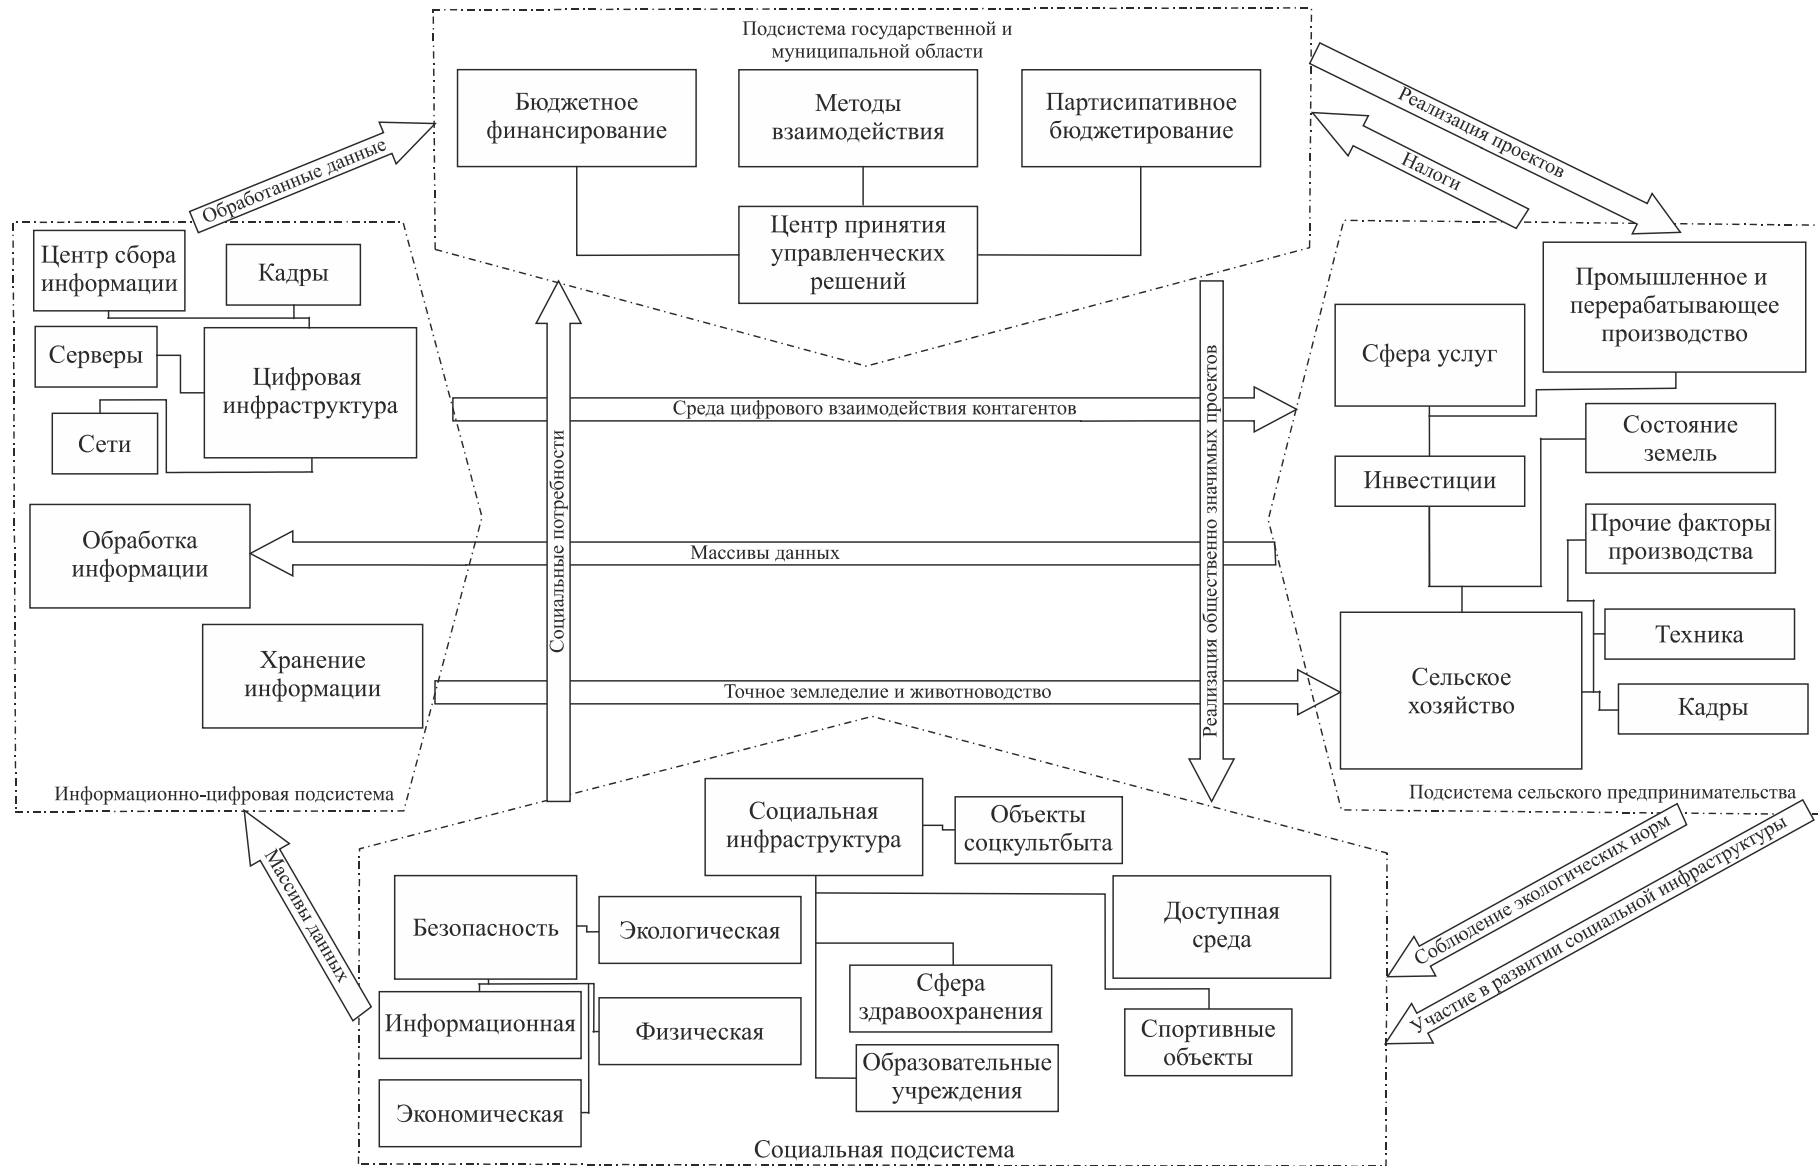 Подсистема государственной и
муниципальной области
Бюджетное
финансирование
Методы
взаимодействия
Партисипативное
бюджетирование
Центр принятия
управленческих
решений
Обработанные данные
Реализация проектов
Налоги
Центр сбора
информации
Кадры
Серверы
Цифровая
инфраструктура
Сети
Обработка
информации
Хранение
информации
Информационно-цифровая подсистема
Среда цифрового взаимодействия контагентов
Массивы данных
Точное земледелие и животноводство
Социальные потребности
Реализация общественно значимых проектов
Промышленное и
перерабатывающее
производство
Сфера услуг
Состояние
земель
Инвестиции
Прочие факторы
производства
Техника
Сельское
хозяйство
Кадры
Подсистема сельского предпринимательства
Массивы данных
Соблюдение экологических норм
Участие в развитии социальной инфраструктуры
Социальная
инфраструктура
Объекты
соцкультбыта
Безопасность
Экологическая
Доступная
среда
Информационная
Физическая
Сфера
здравоохранения
Спортивные
объекты
Образовательные
учреждения
Экономическая
Социальная подсистема